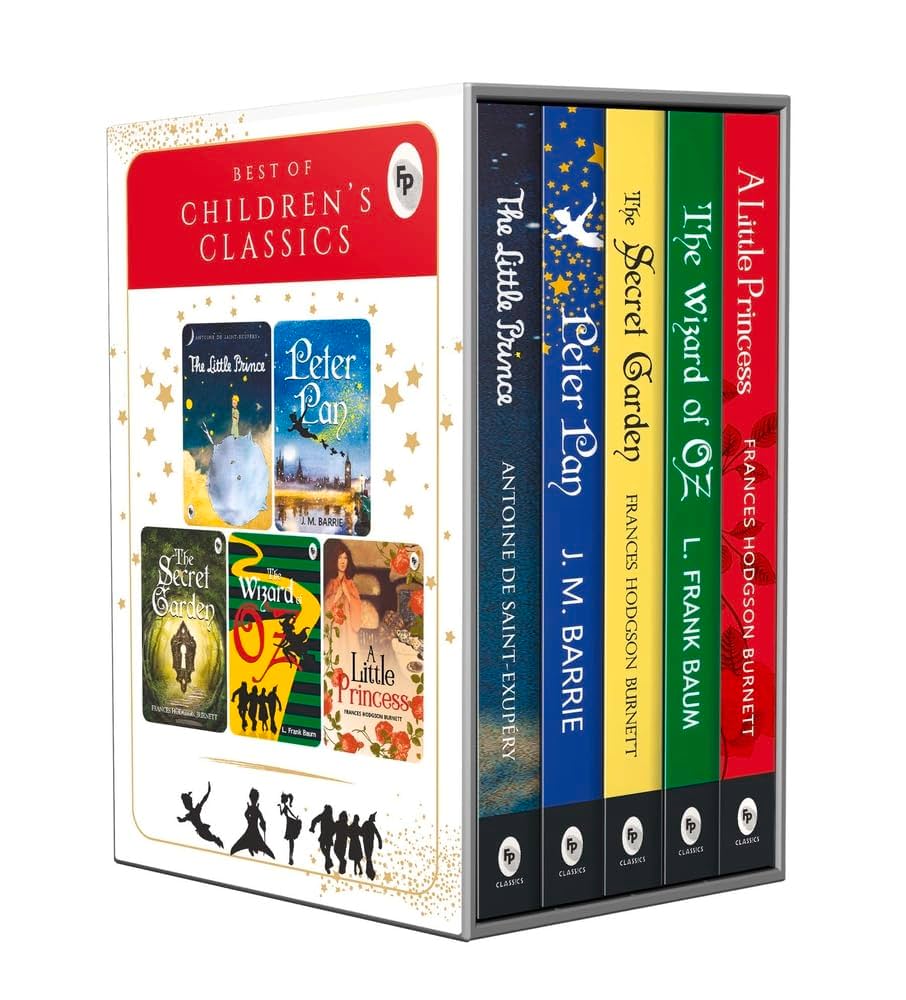 BEST OF
CHILDREN'S
CLASSICS
FP
ANTOINE DE SAINT-EXUPÉRY
The Little Prince
Peter
Pan
J. M. BARRIE
The
Secret
Garden
FRANCES HODGSON BURNETT
The
Wizard of
OZ
L. Frank Baum
A
Little
Princess
FRANCES HODGSON BURNETT
The Little Prince
ANTOINE DE SAINT-EXUPÉRY
FP
CLASSICS
Peter Pan
J. M. BARRIE
FP
CLASSICS
The Secret Garden
FRANCES HODGSON BURNETT
FP
CLASSICS
The Wizard of OZ
L. FRANK BAUM
FP
CLASSICS
A Little Princess
FRANCES HODGSON BURNETT
FP
CLASSICS